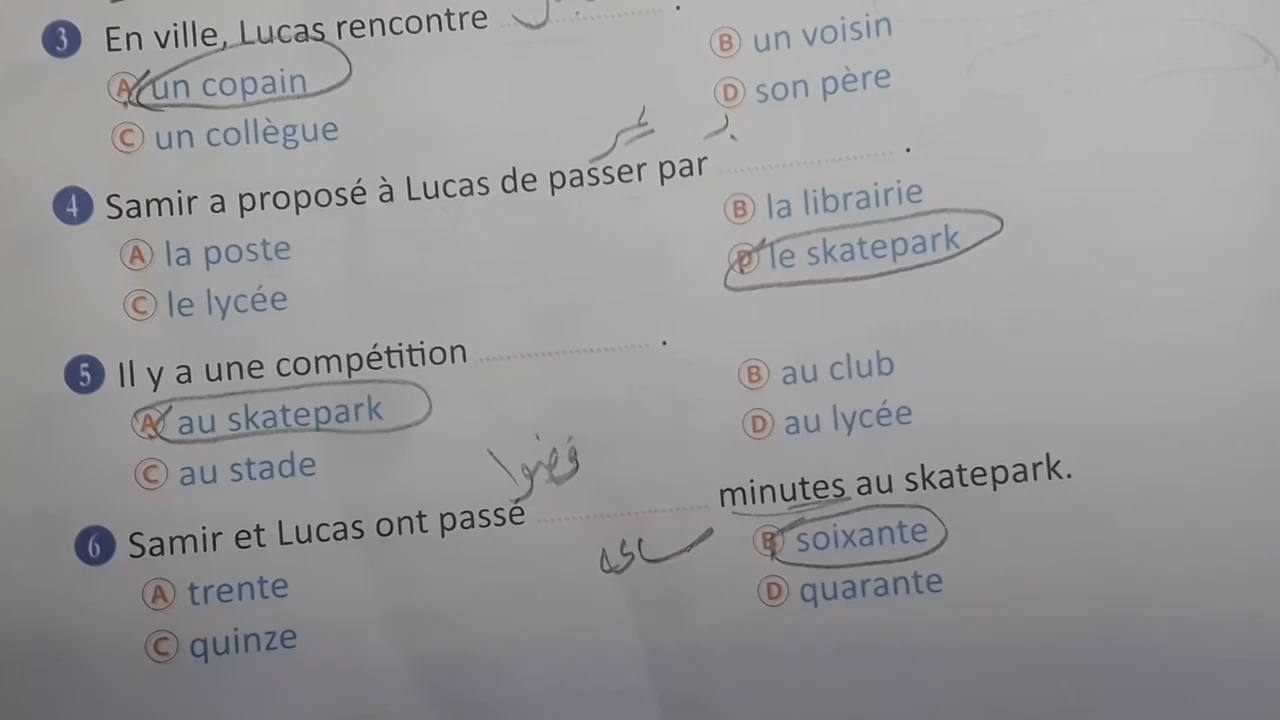 3 En ville, Lucas rencontre .................... .
A un copain B un voisin
C un collègue D son père
4 Samir a proposé à Lucas de passer par .................... .
A la poste B la librairie
C le lycée D le skatepark
5 Il y a une compétition .................... .
A au skatepark B au club
C au stade D au lycée
قضوا
6 Samir et Lucas ont passé .................... minutes au skatepark.
A trente B soixante
C quinze D quarante